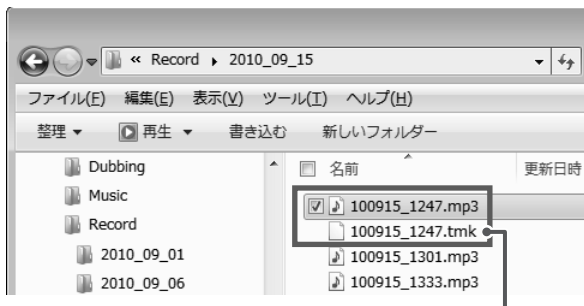 « Record ▸ 2010_09_15
ファイル(F) 編集(E) 表示(V) ツール(T) ヘルプ(H)
整理 ▼ 再生 ▼ 書き込む 新しいフォルダー
Dubbing
Music
Record
2010_09_01
2010_09_06
名前 更新日時
100915_1247.mp3
100915_1247.tmk
100915_1301.mp3
100915_1333.mp3